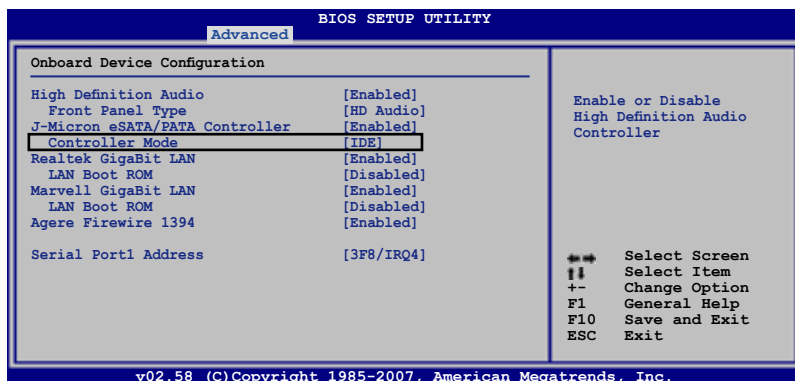 BIOS SETUP UTILITY
Advanced
Onboard Device Configuration
High Definition Audio [Enabled]
Front Panel Type [HD Audio]
J-Micron eSATA/PATA Controller [Enabled]
Controller Mode [IDE]
Realtek GigaBit LAN [Enabled]
LAN Boot ROM [Disabled]
Marvell GigaBit LAN [Enabled]
LAN Boot ROM [Disabled]
Agere Firewire 1394 [Enabled]
Serial Port1 Address [3F8/IRQ4]
Enable or Disable
High Definition Audio
Controller
Select Screen
Select Item
+- Change Option
F1 General Help
F10 Save and Exit
ESC Exit
v02.58 (C)Copyright 1985-2007, American Megatrends, Inc.